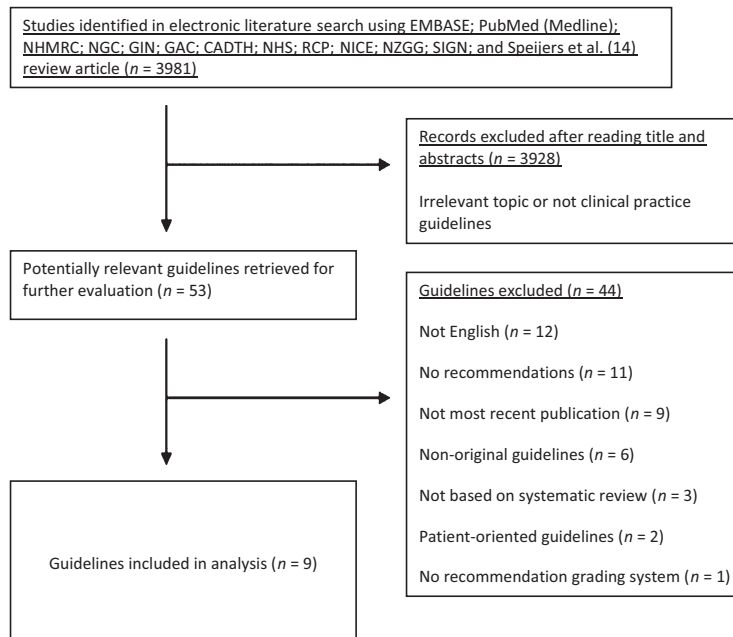 Studies identified in electronic literature search using EMBASE; PubMed (Medline);
NHMRC; NGC; GIN; GAC; CADTH; NHS; RCP; NICE; NZGG; SIGN; and Speijers et al. (14)
review article (n = 3981)
Records excluded after reading title and
abstracts (n = 3928)
Irrelevant topic or not clinical practice
guidelines
Potentially relevant guidelines retrieved for
further evaluation (n = 53)
Guidelines excluded (n = 44)
Not English (n = 12)
No recommendations (n = 11)
Not most recent publication (n = 9)
Non-original guidelines (n = 6)
Not based on systematic review (n = 3)
Patient-oriented guidelines (n = 2)
No recommendation grading system (n = 1)
Guidelines included in analysis (n = 9)